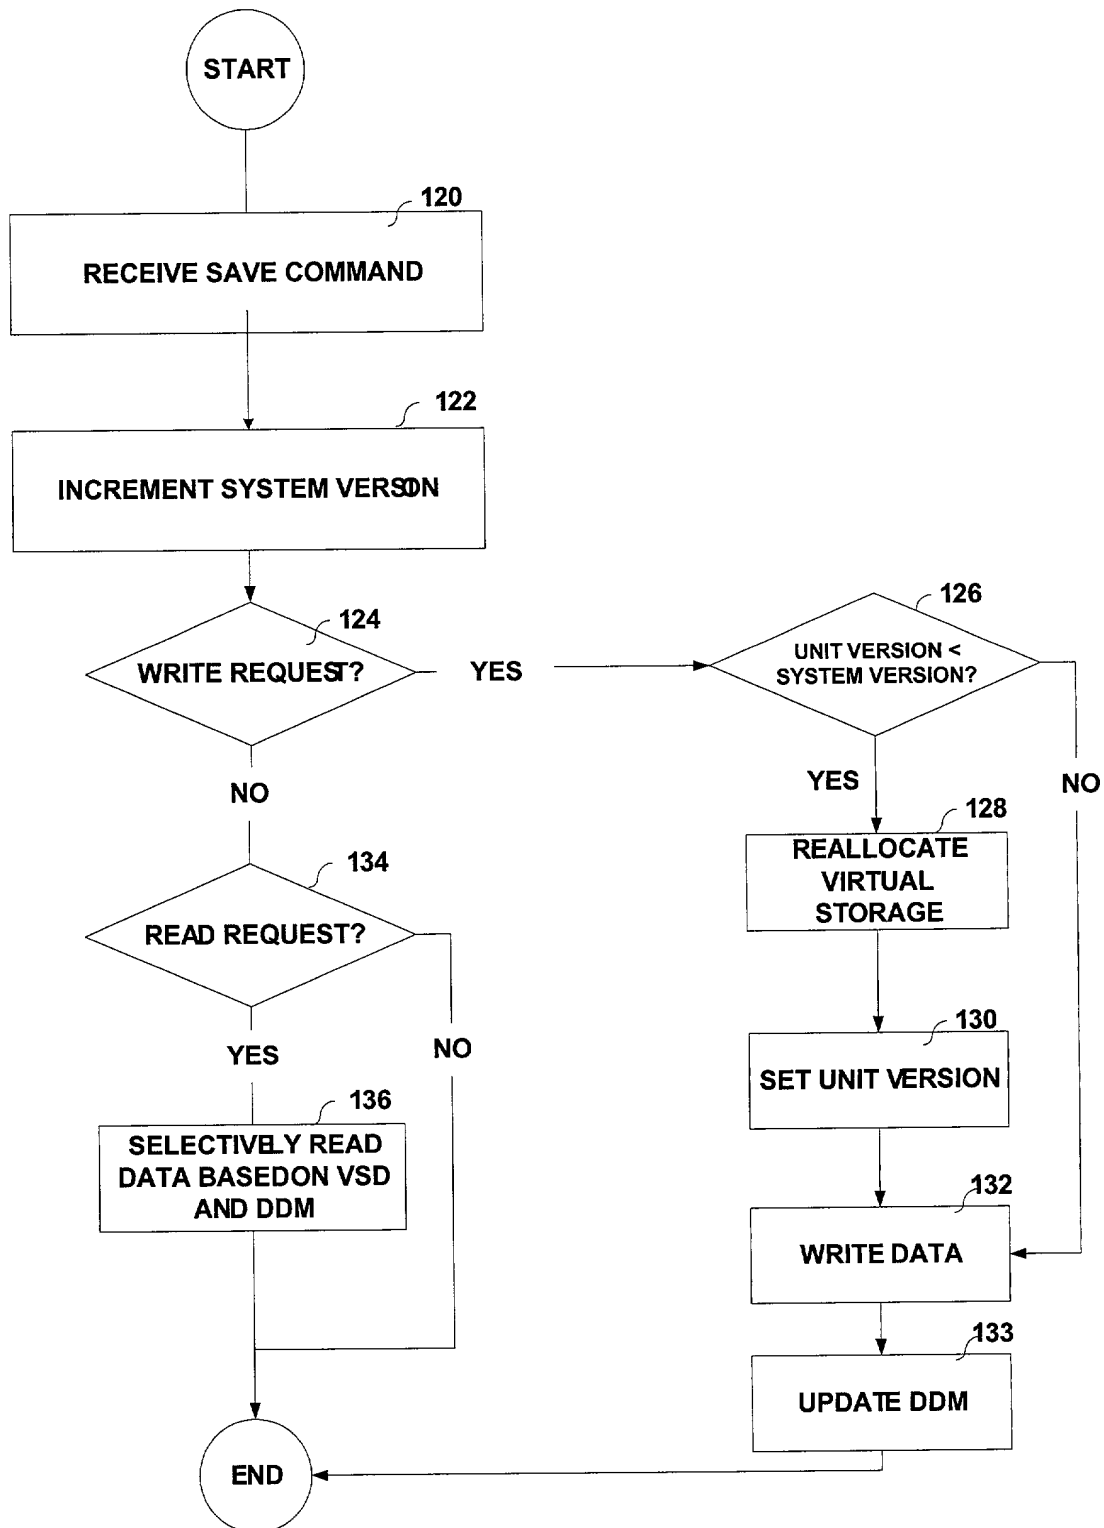 START
120
RECEIVE SAVE COMMAND
122
INCREMENT SYSTEM VERSION
124
WRITE REQUEST?
YES
126
UNIT VERSION <
SYSTEM VERSION?
NO
YES
NO
128
REALLOCATE
VIRTUAL
STORAGE
134
READ REQUEST?
YES
NO
130
SET UNIT VERSION
136
SELECTIVELY READ
DATA BASED ON VSD
AND DDM
132
WRITE DATA
133
UPDATE DDM
END